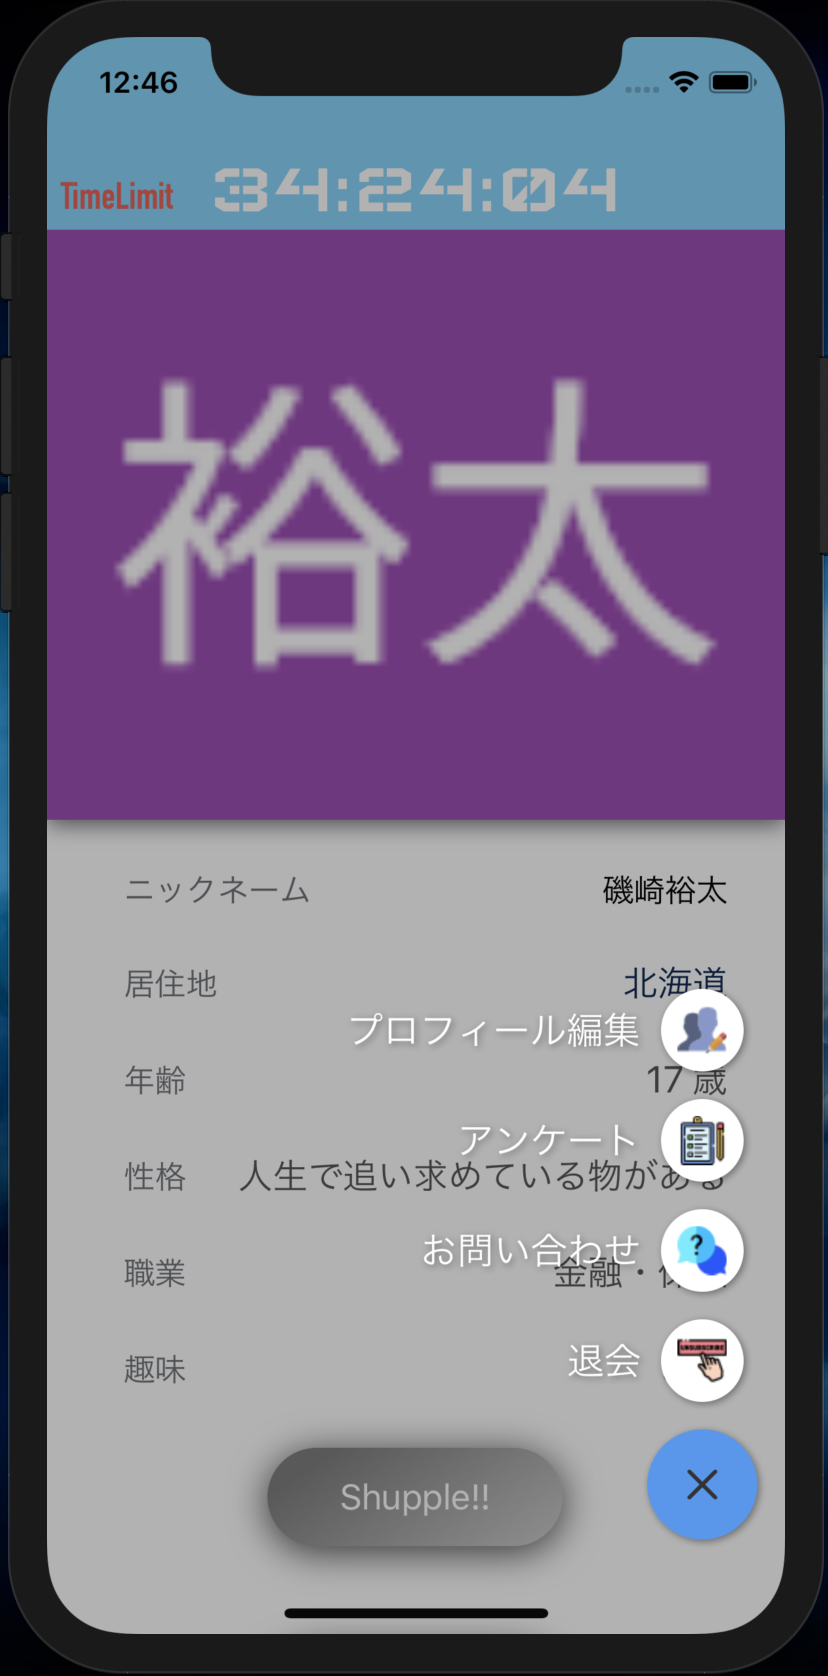 12:46
TimeLimit 34:24:04
裕太
ニックネーム 磯崎裕太
居住地 北海道
プロフィール編集
年齢 17 歳
アンケート
性格 人生で追い求めている物がある
お問い合わせ
職業 金融・
退会
UNSUBSCRIBE
趣味
Shupple!!